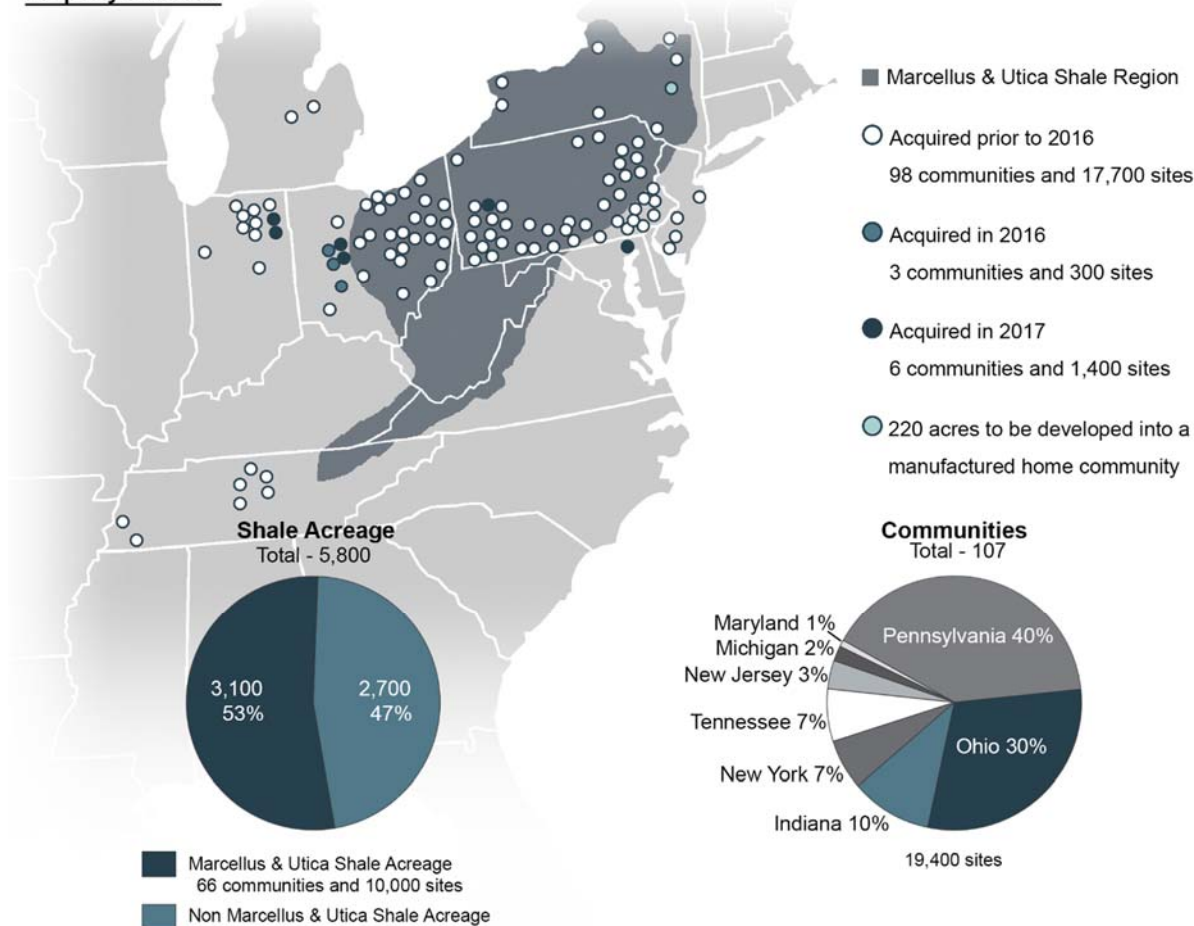 Marcellus & Utica Shale Region
Acquired prior to 2016
98 communities and 17,700 sites
Acquired in 2016
3 communities and 300 sites
Acquired in 2017
6 communities and 1,400 sites
220 acres to be developed into a
manufactured home community
Shale Acreage
Total - 5,800
3,100
53%
2,700
47%
Marcellus & Utica Shale Acreage
66 communities and 10,000 sites
Non Marcellus & Utica Shale Acreage
Communities
Total - 107
Maryland 1%
Michigan 2%
New Jersey 3%
Tennessee 7%
New York 7%
Indiana 10%
Pennsylvania 40%
Ohio 30%
19,400 sites